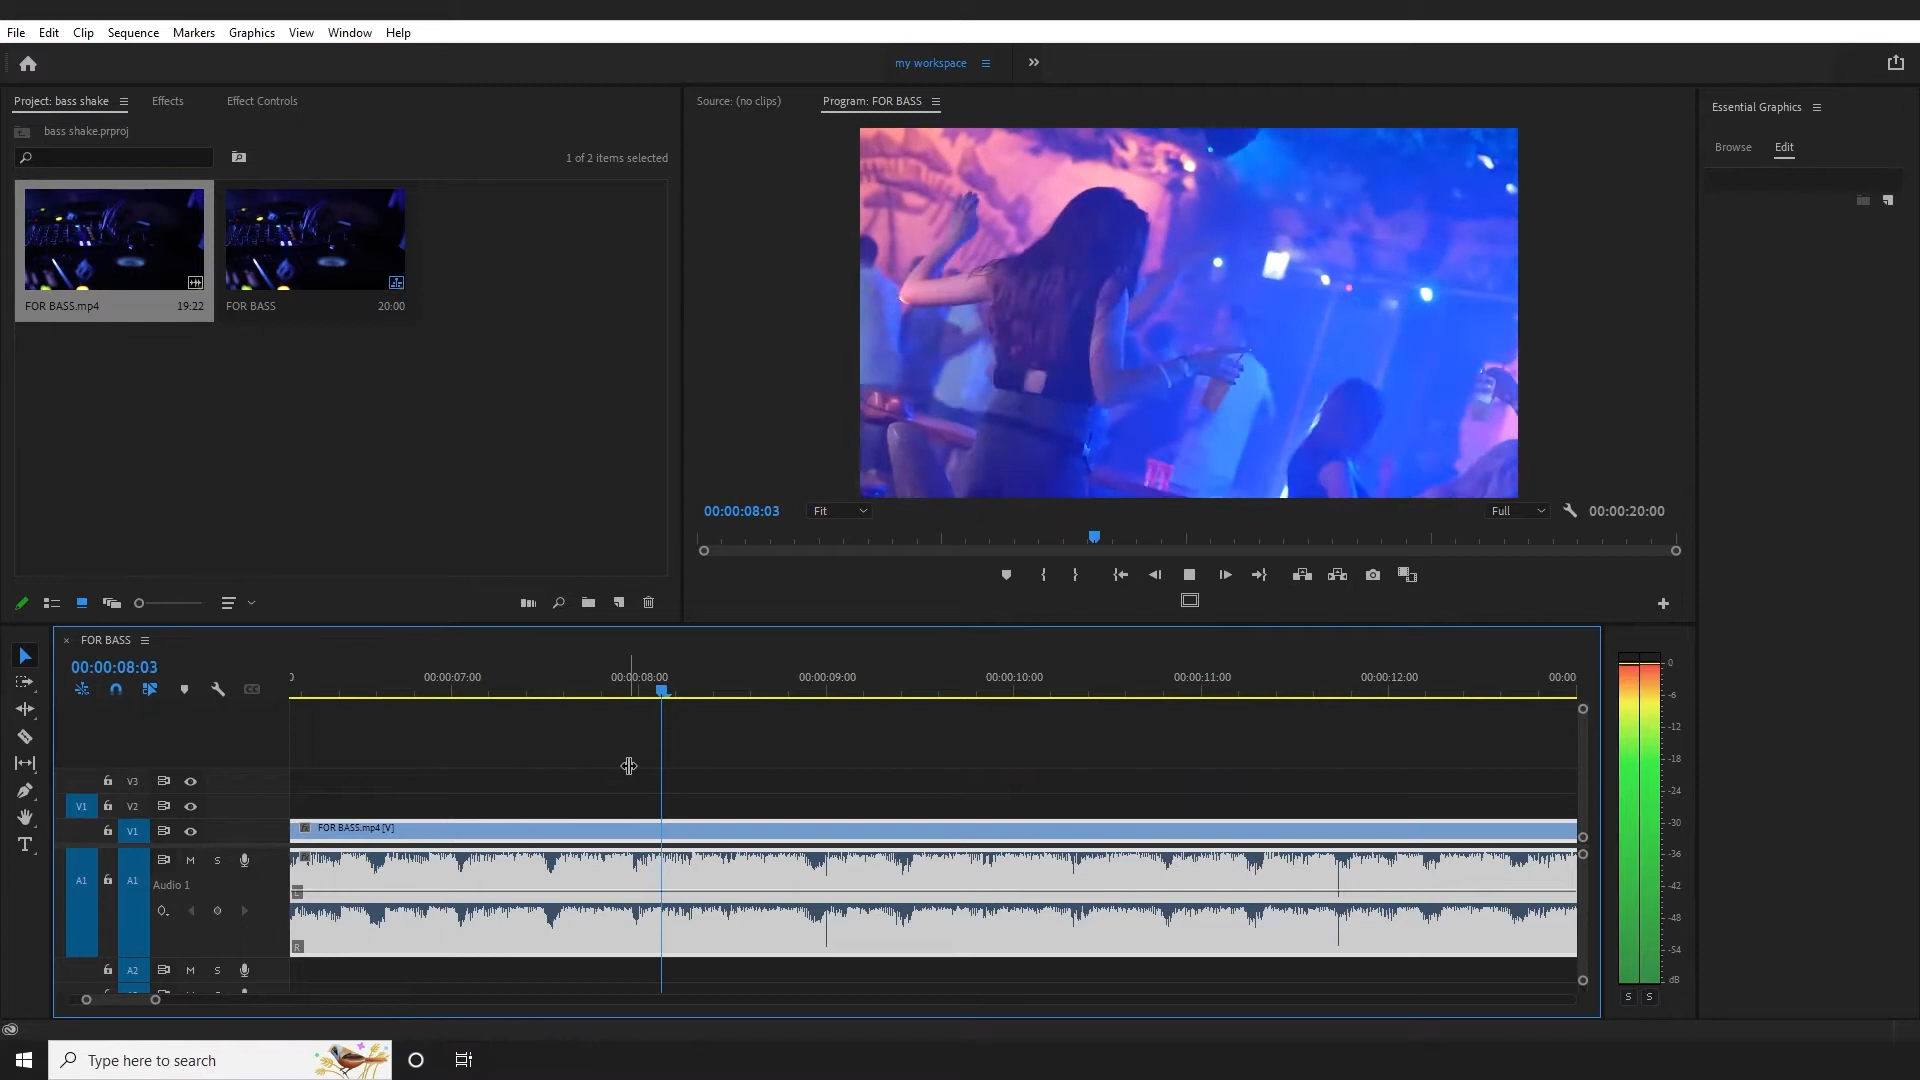 File Edit Clip Sequence Markers Graphics View Window Help
my workspace
Project: bass shake Effects Effect Controls
Source: (no clips) Program: FOR BASS
Essential Graphics
bass shake.prproj
Browse Edit
1 of 2 items selected
FOR BASS.mp4 19:22 FOR BASS 20:00
00:00:08:03 Fit Full 00:00:20:00
FOR BASS
00:00:08:03
0 00:00:07:00 00:00:08:00 00:00:09:00 00:00:10:00 00:00:11:00 00:00:12:00 00:00
V3
V1 V2
V1
FOR BASS.mp4 [V]
fx
A1 A1 M S
Audio 1
L
R
A2 M S
0
-6
-12
-18
-24
-30
-36
-42
-48
-54
dB
S S
Type here to search